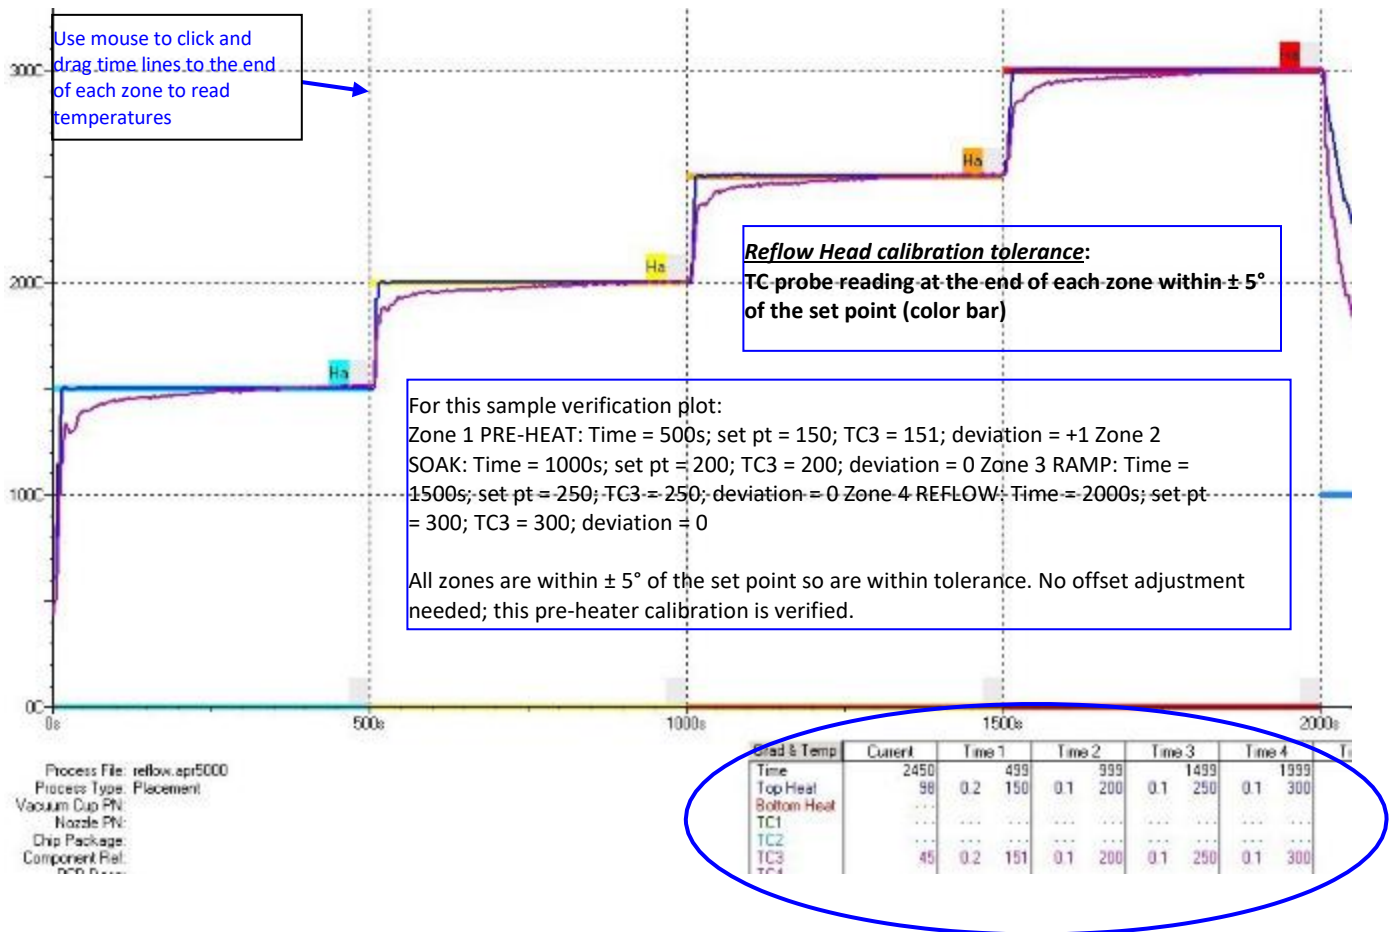 Use mouse to click and
drag time lines to the end
of each zone to read
temperatures
300C
200C
100C
0C
Ha
Ha
Ha
Ha
Reflow Head calibration tolerance:
TC probe reading at the end of each zone within ± 5°
of the set point (color bar)
For this sample verification plot:
Zone 1 PRE-HEAT: Time = 500s; set pt = 150; TC3 = 151; deviation = +1 Zone 2
SOAK: Time = 1000s; set pt = 200; TC3 = 200; deviation = 0 Zone 3 RAMP: Time =
1500s; set pt = 250; TC3 = 250; deviation = 0 Zone 4 REFLOW: Time = 2000s; set pt
= 300; TC3 = 300; deviation = 0
All zones are within ± 5° of the set point so are within tolerance. No offset adjustment
needed; this pre-heater calibration is verified.
0s 500s 1000s 1500s 2000s
Process File: reflow.apr5000
Process Type: Placement
Vacuum Cup PN:
Nozzle PN:
Chip Package:
Component Ref:
Grad & Temp Current Time 1 Time 2 Time 3 Time 4
Time 2450 499 999 1499 1999
Top Heat 98 0.2 150 0.1 200 0.1 250 0.1 300
Bottom Heat ...
TC1 ... ... ... ... ... ... ... ... ...
TC2 ... ... ... ... ... ... ... ... ...
TC3 45 0.2 151 0.1 200 0.1 250 0.1 300